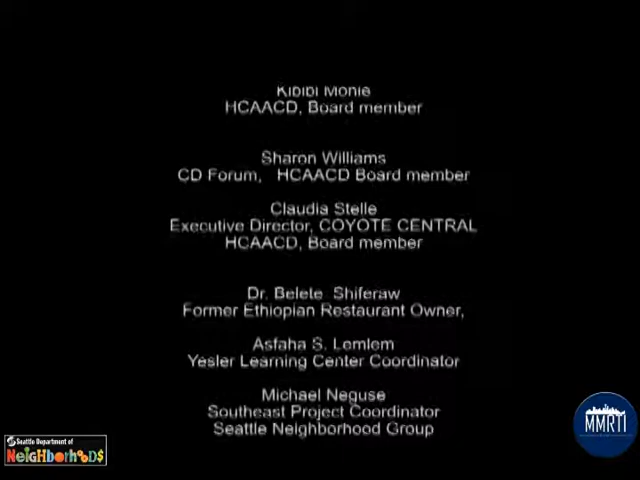 Kibibi Monie
HCAACD, Board member
Sharon Williams
CD Forum, HCAACD Board member
Claudia Stelle
Executive Director, COYOTE CENTRAL
HCAACD, Board member
Dr. Belete Shiferaw
Former Ethiopian Restaurant Owner,
Asfaha S. Lemlem
Yesler Learning Center Coordinator
Michael Neguse
Southeast Project Coordinator
Seattle Neighborhood Group
Seattle Department of
NeigHborhooDS
MMRTI